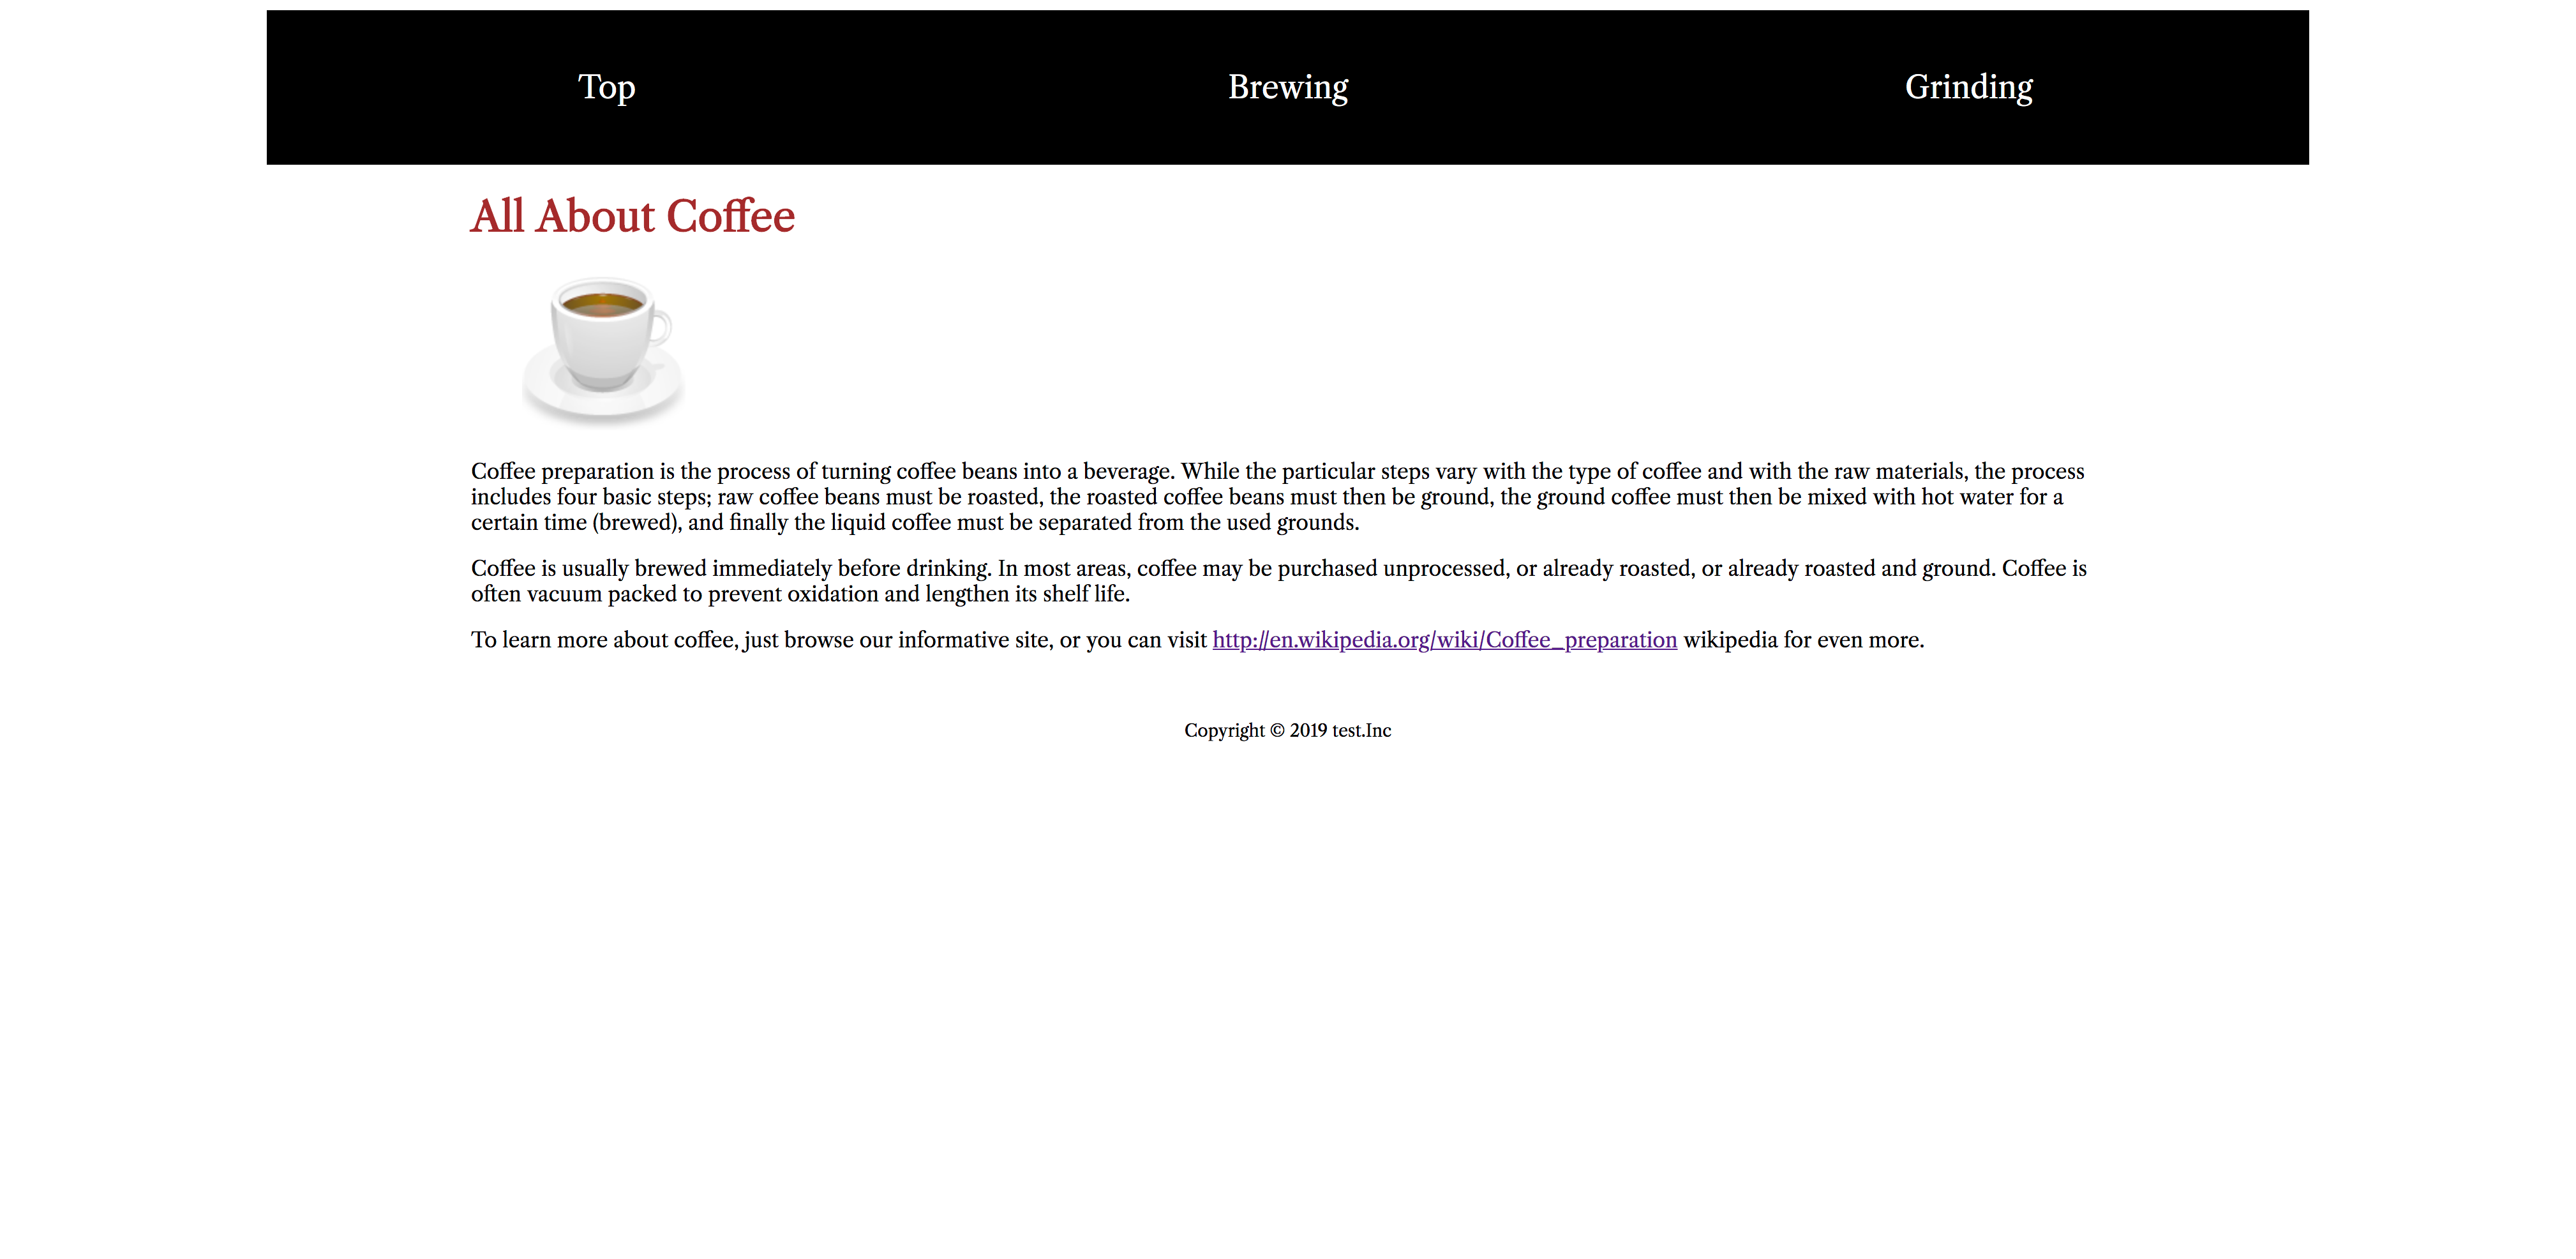 Top Brewing Grinding
All About Coffee
Coffee preparation is the process of turning coffee beans into a beverage. While the particular steps vary with the type of coffee and with the raw materials, the process
includes four basic steps; raw coffee beans must be roasted, the roasted coffee beans must then be ground, the ground coffee must then be mixed with hot water for a
certain time (brewed), and finally the liquid coffee must be separated from the used grounds.
Coffee is usually brewed immediately before drinking. In most areas, coffee may be purchased unprocessed, or already roasted, or already roasted and ground. Coffee is
often vacuum packed to prevent oxidation and lengthen its shelf life.
To learn more about coffee, just browse our informative site, or you can visit http://en.wikipedia.org/wiki/Coffee_preparation wikipedia for even more.
Copyright © 2019 test.Inc